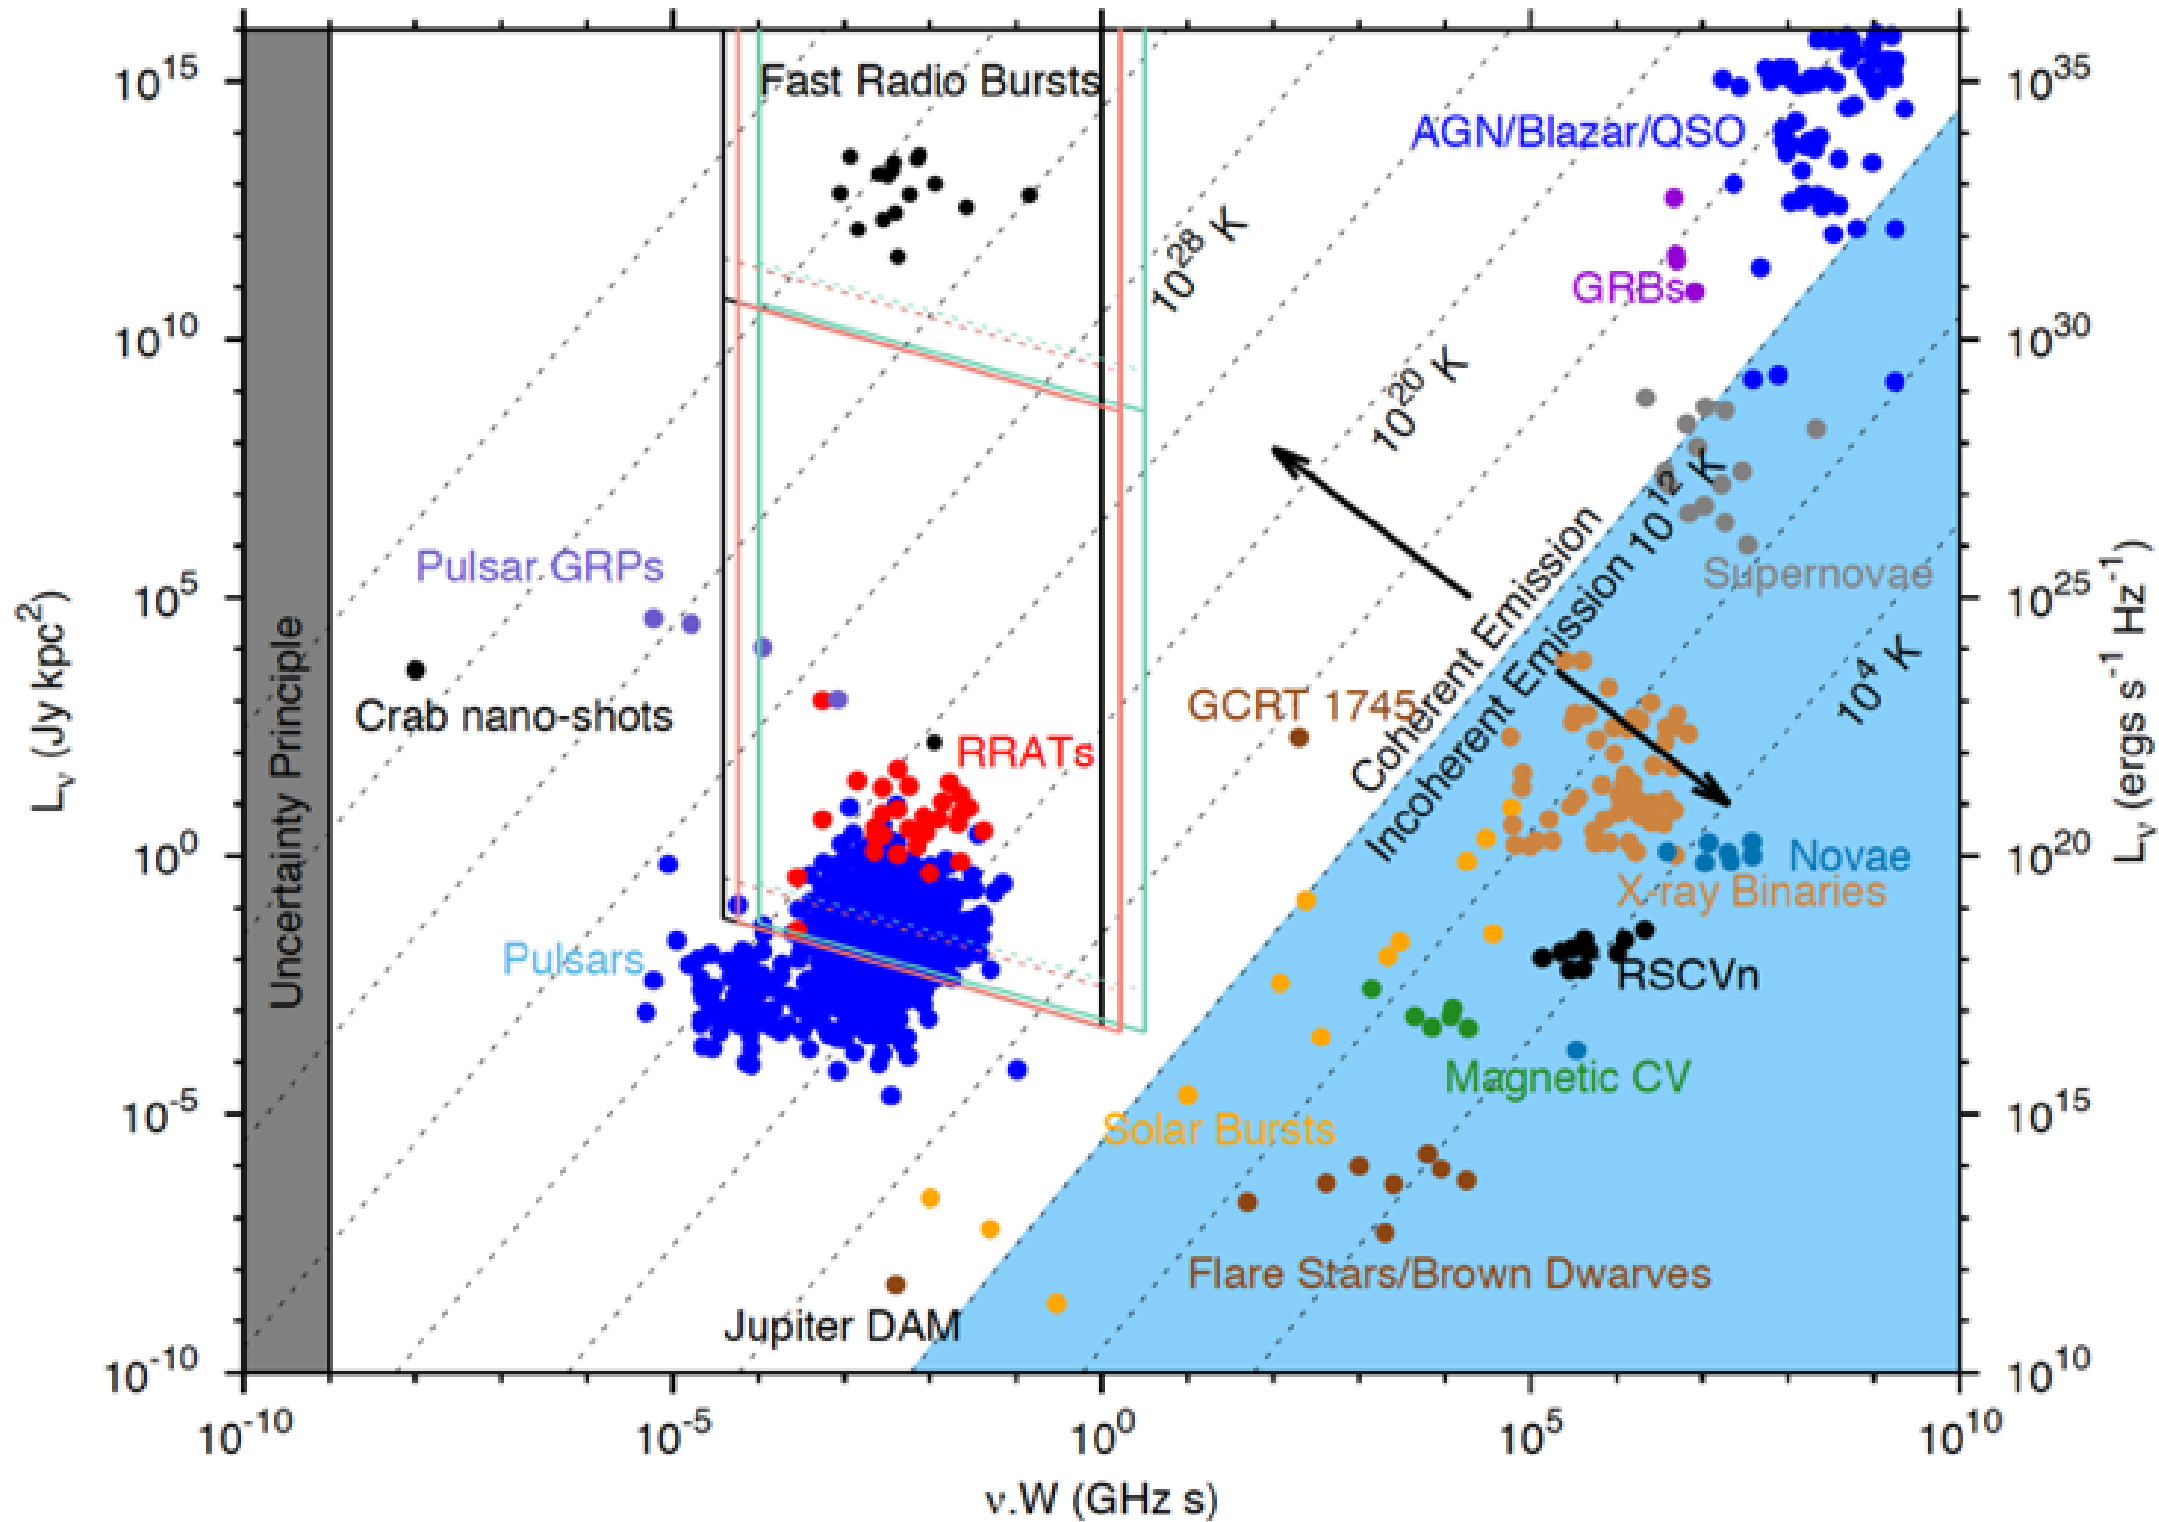 10^15
10^10
10^5
10^0
10^-5
10^-10
L_ν (Jy kpc^2)
10^35
10^30
10^25
10^20
10^15
10^10
L_ν (ergs s^-1 Hz^-1)
10^-10
10^-5
10^0
10^5
10^10
ν.W (GHz s)
Uncertainty Principle
Fast Radio Bursts
AGN/Blazar/QSO
10^28 K
GRBs
10^20 K
10^12 K
Coherent Emission
Incoherent Emission
Supernovae
Pulsar GRPs
10^4 K
Crab nano-shots
GCRT 1745
RRATs
Novae
X-ray Binaries
Pulsars
RSCVn
Magnetic CV
Solar Bursts
Flare Stars/Brown Dwarves
Jupiter DAM